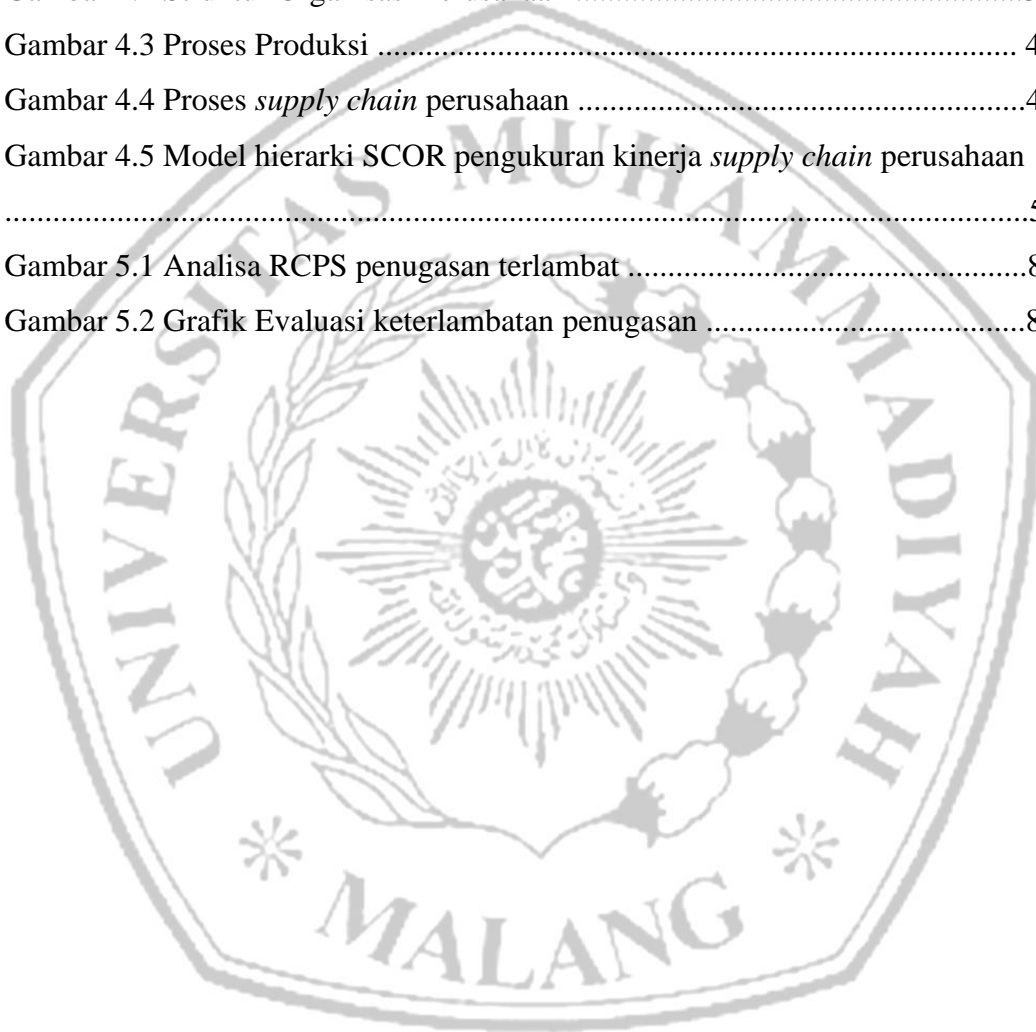 Gambar 4.3 Proses Produksi .......................................................................................... 4
Gambar 4.4 Proses supply chain perusahaan ...............................................................4
Gambar 4.5 Model hierarki SCOR pengukuran kinerja supply chain perusahaan
.................................................................................................................................................5
Gambar 5.1 Analisa RCPS penugasan terlambat ........................................................8
Gambar 5.2 Grafik Evaluasi keterlambatan penugasan .............................................8
UNIVERSITAS MUHAMMADIYAH
MALANG